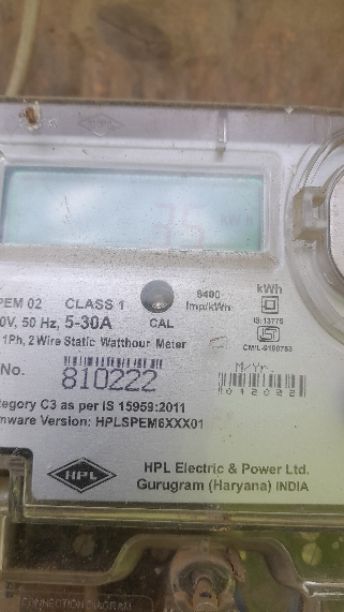 HPL
75 kWh
PEM 02 CLASS 1
0V, 50 Hz, 5-30A CAL
6400
Imp/kWh
kWh
IS:13779
1Ph, 2 Wire Static Watthour Meter
No. 810222
M/Yr.
tegory C3 as per IS 15959:2011
mware Version: HPLSPEM6XXX01
HPL
HPL Electric & Power Ltd.
Gurugram (Haryana) INDIA
CONNECTION DIAGRAM